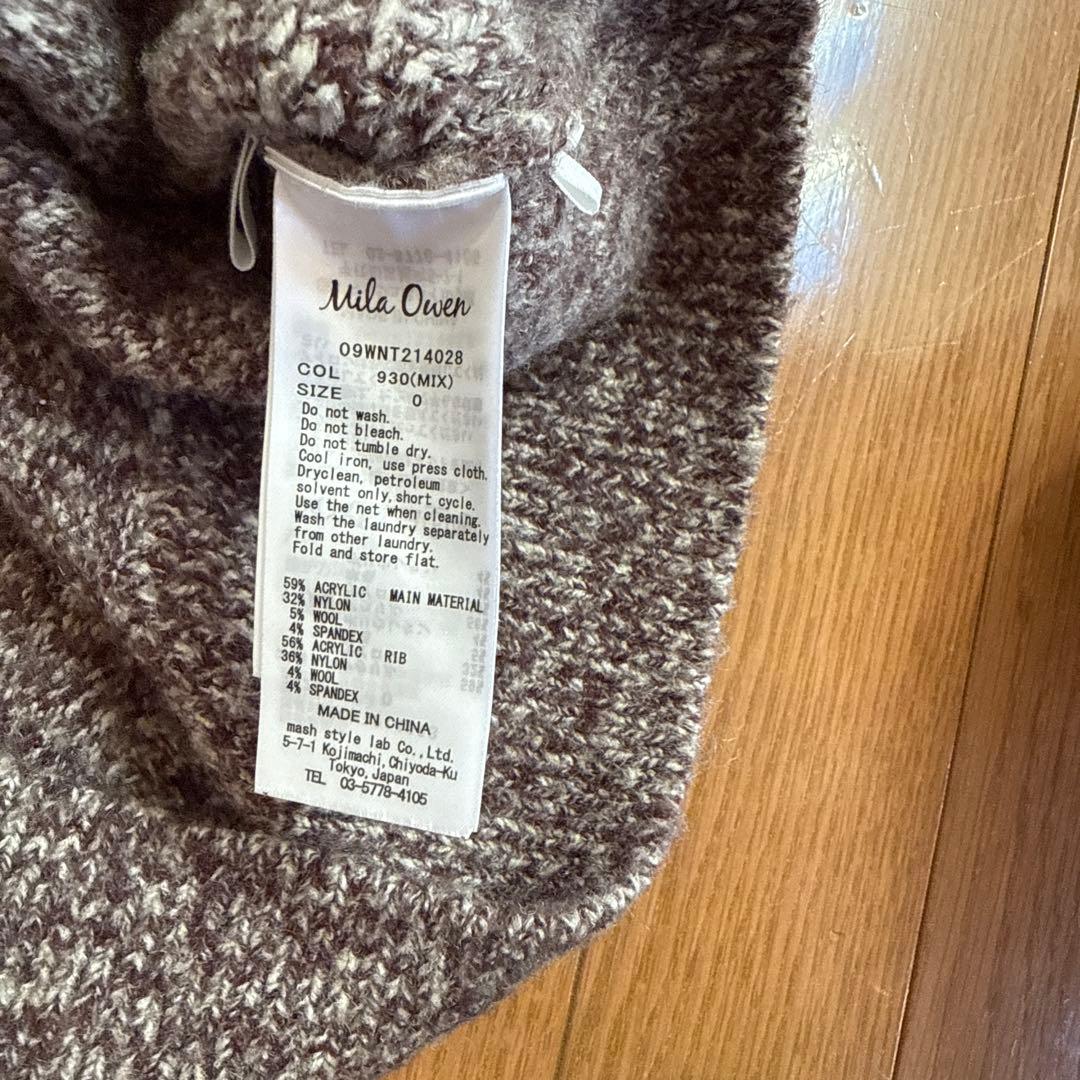 Mila Owen
09WNT214028
COL 930(MIX)
SIZE 0
Do not wash.
Do not bleach.
Do not tumble dry.
Cool iron, use press cloth.
Dryclean, petroleum
solvent only, short cycle.
Use the net when cleaning.
Wash the laundry separately
from other laundry.
Fold and store flat.
59% ACRYLIC MAIN MATERIAL
32% NYLON
5% WOOL
4% SPANDEX
56% ACRYLIC RIB
36% NYLON
4% WOOL
4% SPANDEX
MADE IN CHINA
mash style lab Co.,Ltd.
5-7-1 Kojimachi,Chiyoda-Ku
Tokyo,Japan
TEL 03-5778-4105